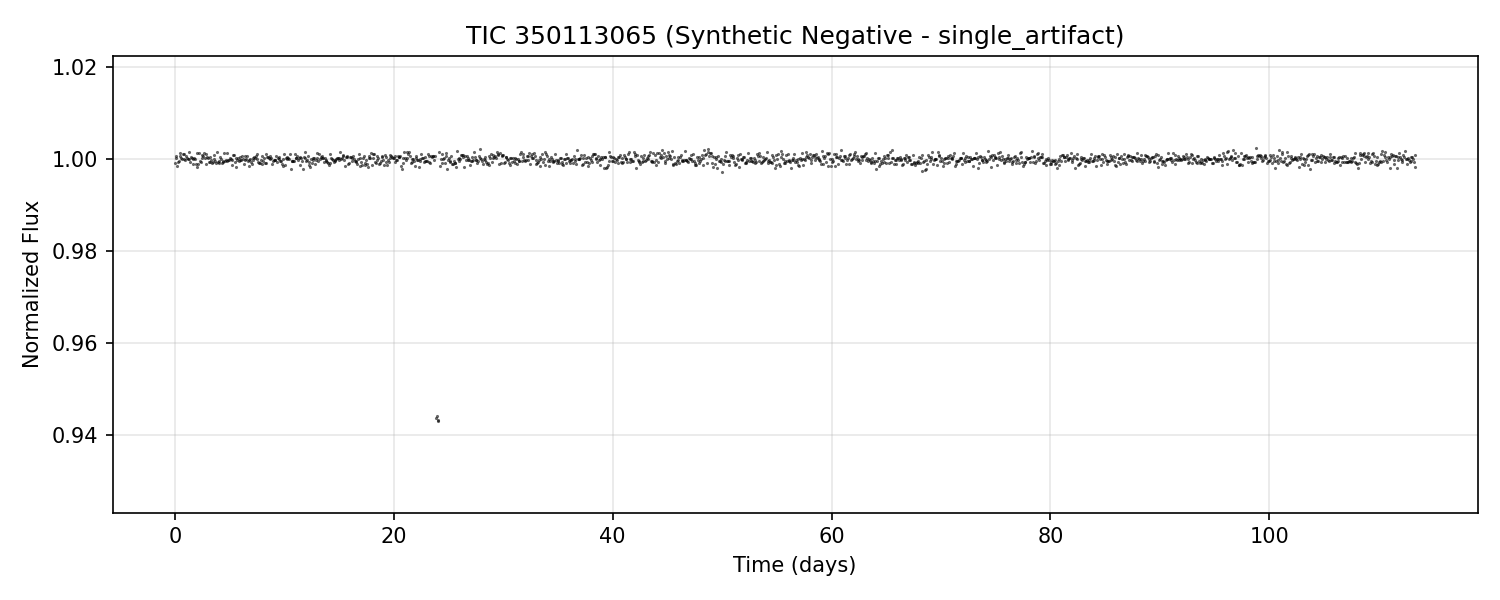 TIC 350113065 (Synthetic Negative - single_artifact)
1.02
1.00
0.98
0.96
0.94
Normalized Flux
0 20 40 60 80 100
Time (days)